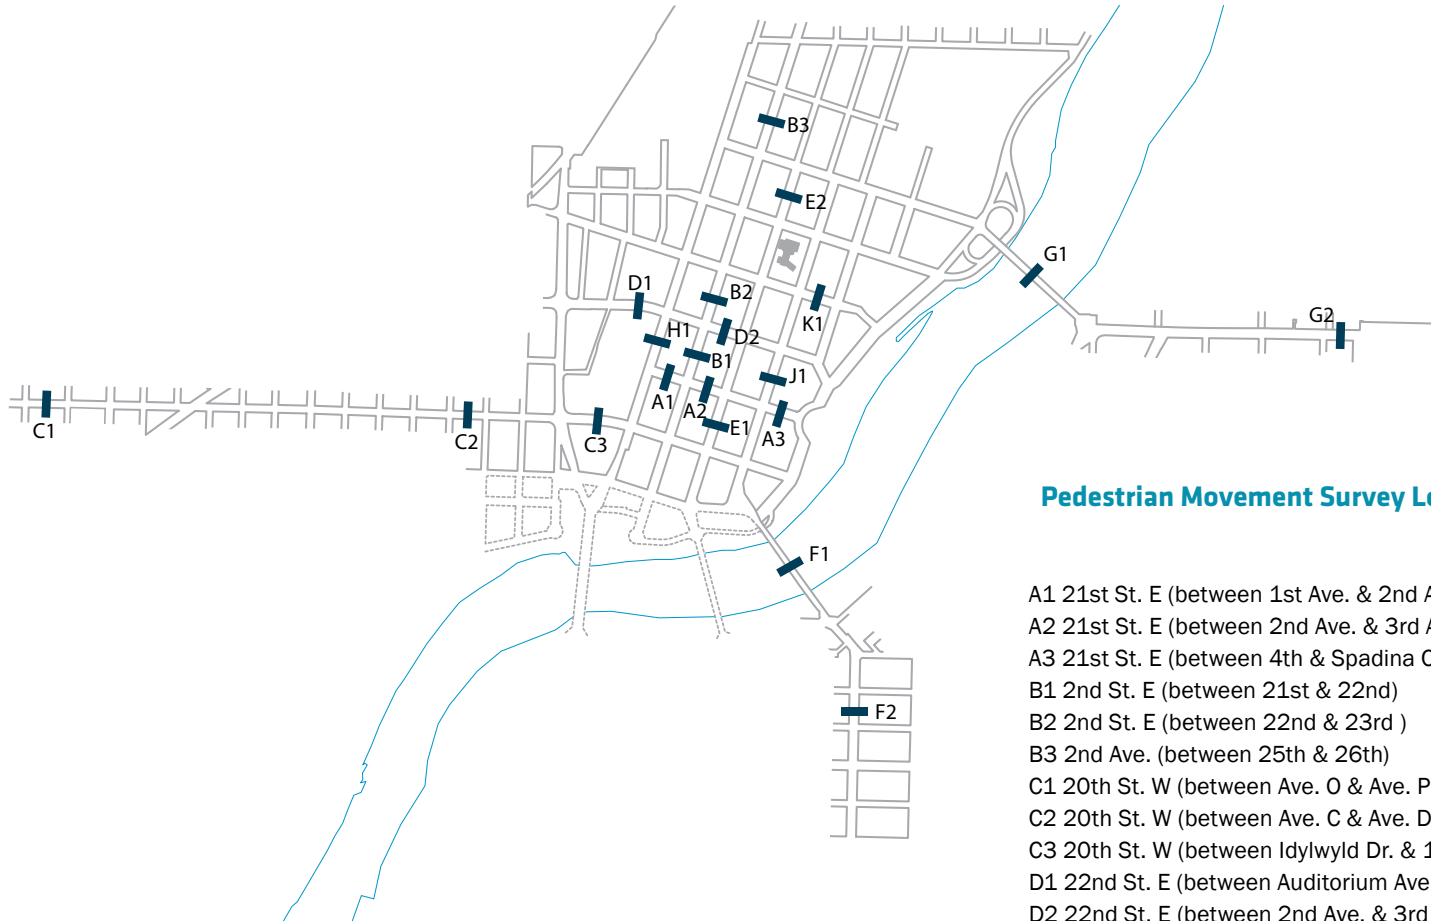 B3
E2
G1
D1
B2
G2
H1
K1
D2
B1
J1
A1
A2
C1
E1
C2
C3
A3
Pedestrian Movement Survey
F1
A1 21st St. E (between 1st Ave. & 2nd
A2 21st St. E (between 2nd Ave. & 3rd
A3 21st St. E (between 4th & Spadina
B1 2nd St. E (between 21st & 22nd)
F2
B2 2nd St. E (between 22nd & 23rd )
B3 2nd Ave. (between 25th & 26th)
C1 20th St. W (between Ave. O & Ave. P
C2 20th St. W (between Ave. C & Ave. D
C3 20th St. W (between Idylwyld Dr. &
D1 22nd St. E (between Auditorium Ave
D2 22nd St. E (between 2nd Ave. & 3rd